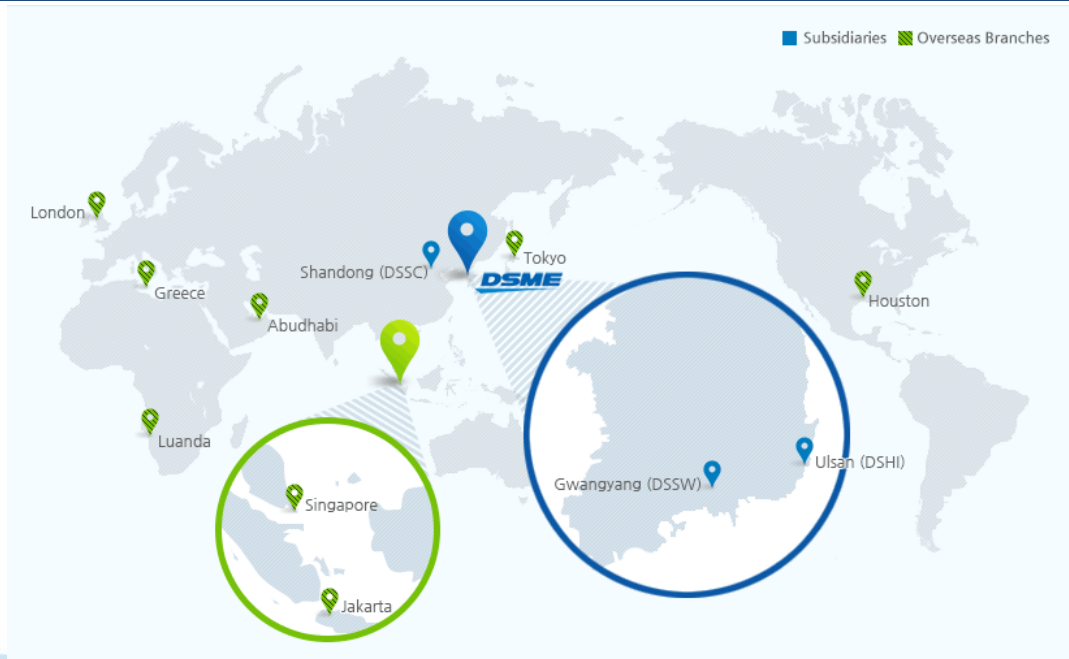 Subsidiaries
Overseas Branches
London
Tokyo
Shandong (DSSC)
DSME
Greece
Houston
Abudhabi
Luanda
Ulsan (DSHI)
Gwangyang (DSSW)
Singapore
Jakarta